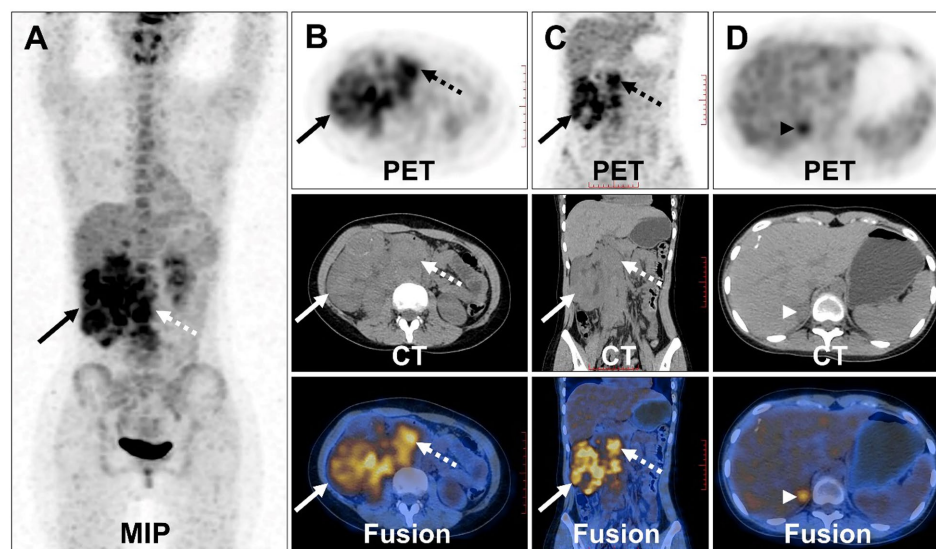 A
MIP
B
PET
CT
Fusion
C
PET
CT
Fusion
D
PET
CT
Fusion